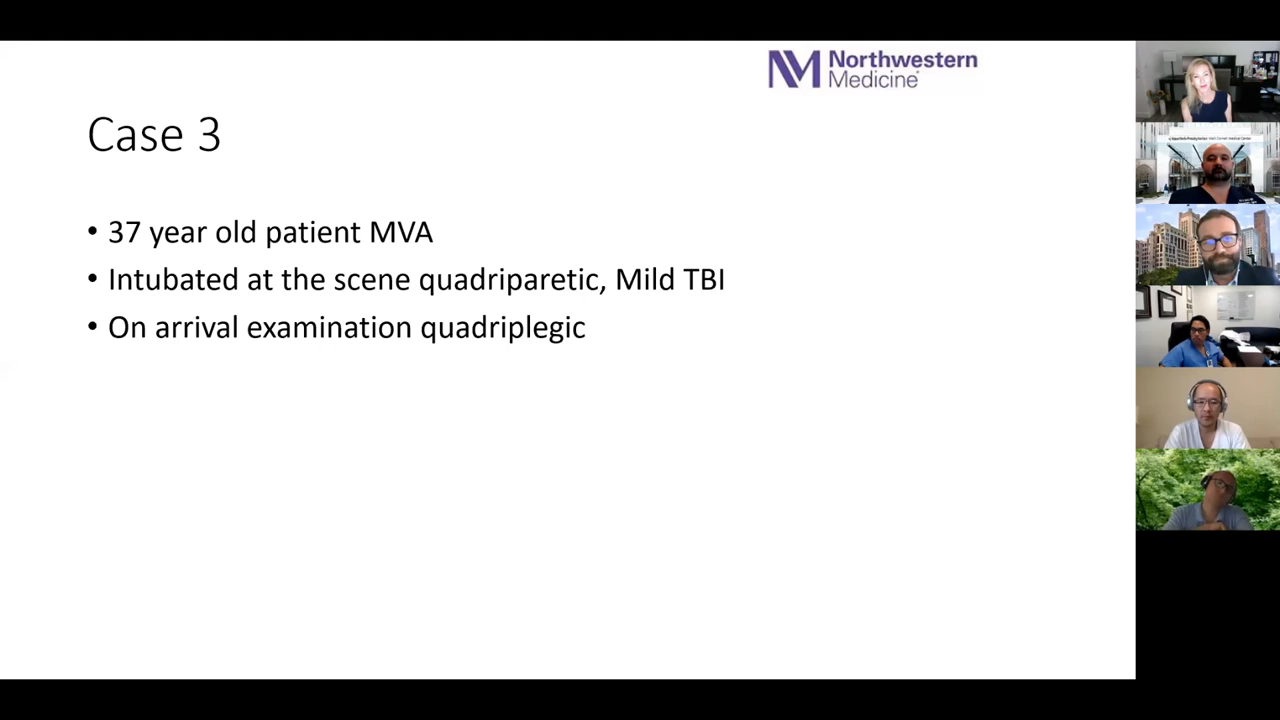 Northwestern
Medicine
Case 3
• 37 year old patient MVA
• Intubated at the scene quadriparetic, Mild TBI
• On arrival examination quadriplegic